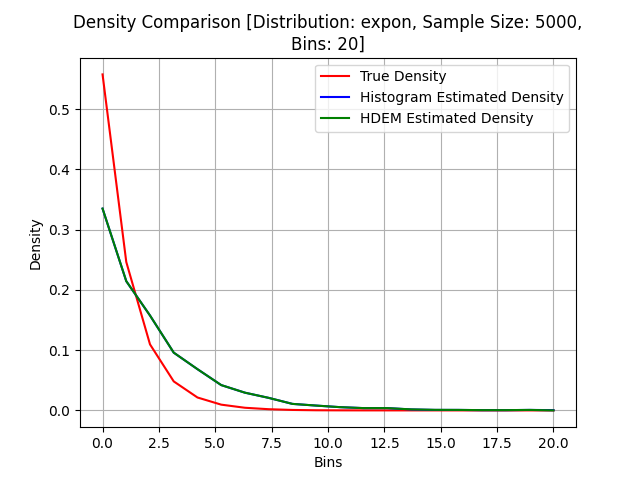 Density Comparison [Distribution: expon, Sample Size: 5000,
Bins: 20]
True Density
Histogram Estimated Density
HDEM Estimated Density
Density
0.5
0.4
0.3
0.2
0.1
0.0
0.0 2.5 5.0 7.5 10.0 12.5 15.0 17.5 20.0
Bins